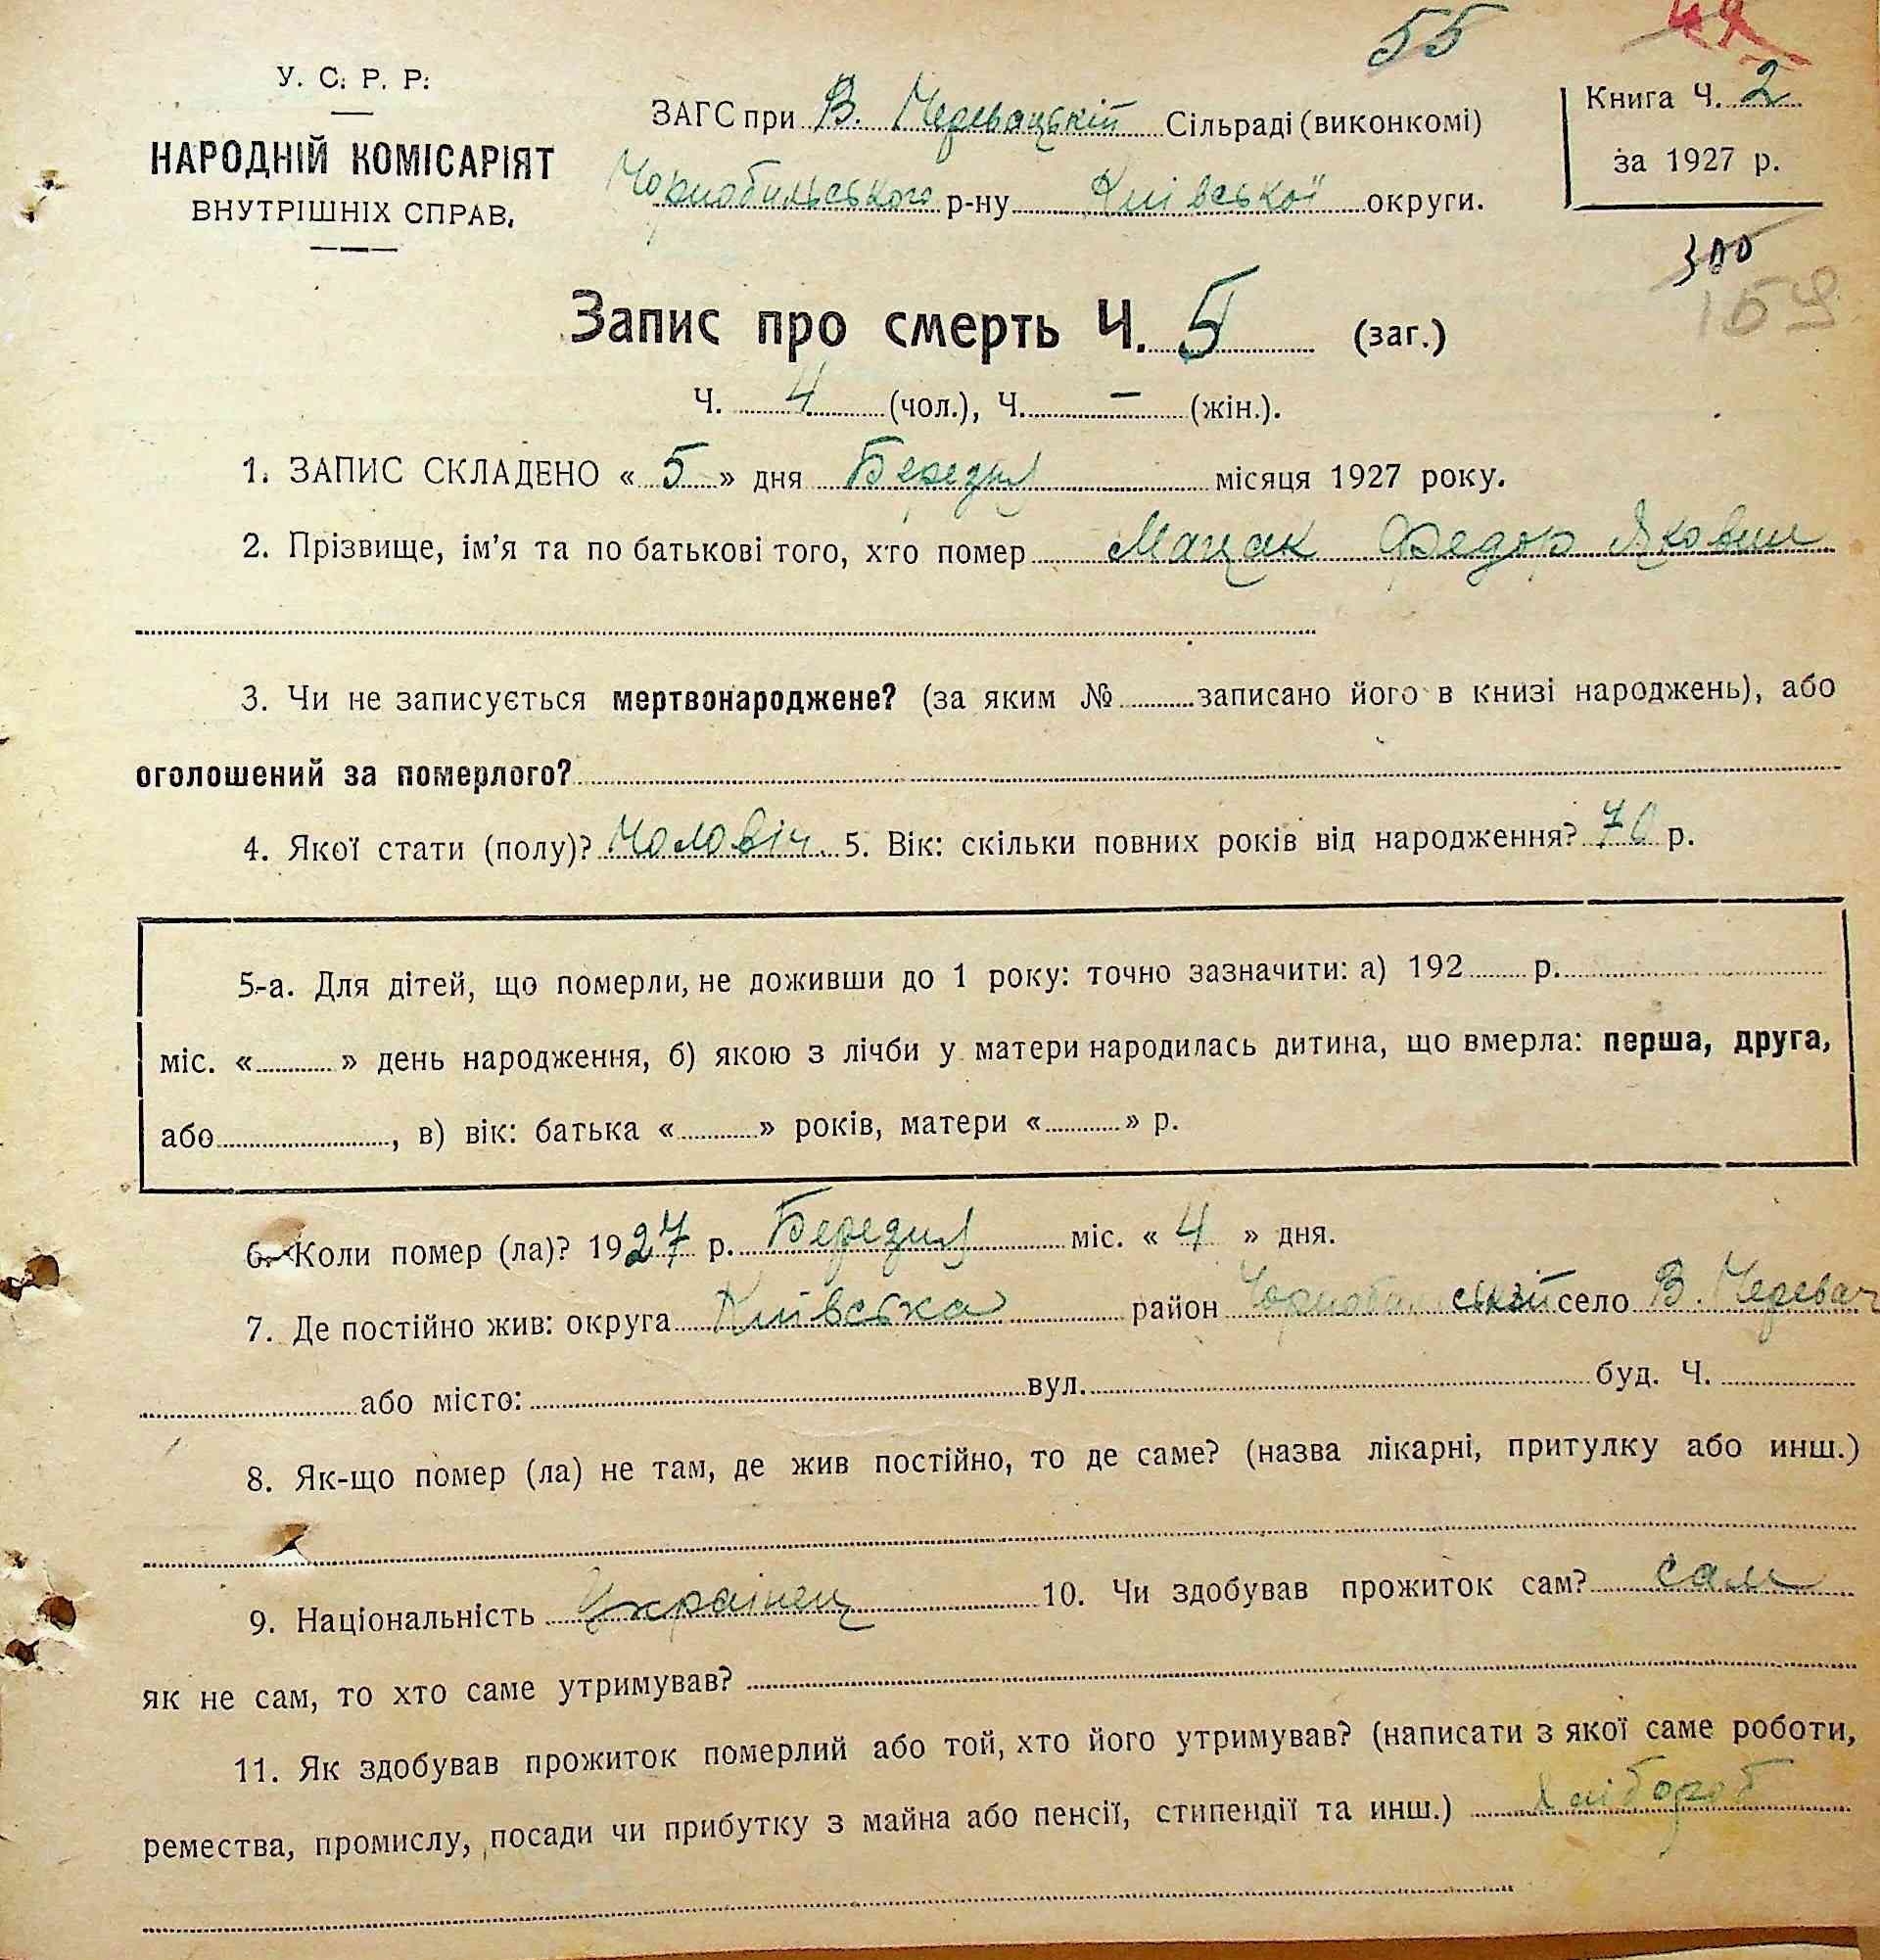 55
У. С. Р. Р.
НАРОДНІЙ КОМІСАРІЯТ
ВНУТРІШНІХ СПРАВ.
ЗАГС при В. Черевацькій Сільраді (виконкомі)
Чорнобильського р-ну Київської округи.
Книга Ч. 2
за 1927 р.
300
159
Запис про смерть Ч. 5 (заг.)
Ч. 4 (чол.), Ч. — (жін.).
1. ЗАПИС СКЛАДЕНО « 5 » дня Березня місяця 1927 року.
2. Прізвище, ім'я та по батькові того, хто помер Мацак Федор Якович
3. Чи не записується мертвонароджене? (за яким № записано його в книзі народжень), або
оголошений за померлого?
4. Якої стати (полу)? Чоловіч. 5. Вік: скільки повних років від народження? 70 р.
5-а. Для дітей, що померли, не доживши до 1 року: точно зазначити: а) 192 р.
міс. « » день народження, б) якою з лічби у матери народилась дитина, що вмерла: перша, друга,
або , в) вік: батька « » років, матери « » р.
6. Коли помер (ла)? 1927 р. Березня міс. « 4 » дня.
7. Де постійно жив: округа Київська район село В. Черевач
або місто: вул. буд. Ч.
8. Як-що помер (ла) не там, де жив постійно, то де саме? (назва лікарні, притулку або инш.)
9. Національність Українец 10. Чи здобував прожиток сам? сам
як не сам, то хто саме утримував?
11. Як здобував прожиток померлий або той, хто його утримував? (написати з якої саме роботи,
ремества, промислу, посади чи прибутку з майна або пенсії, стипендії та инш.) Хлібороб